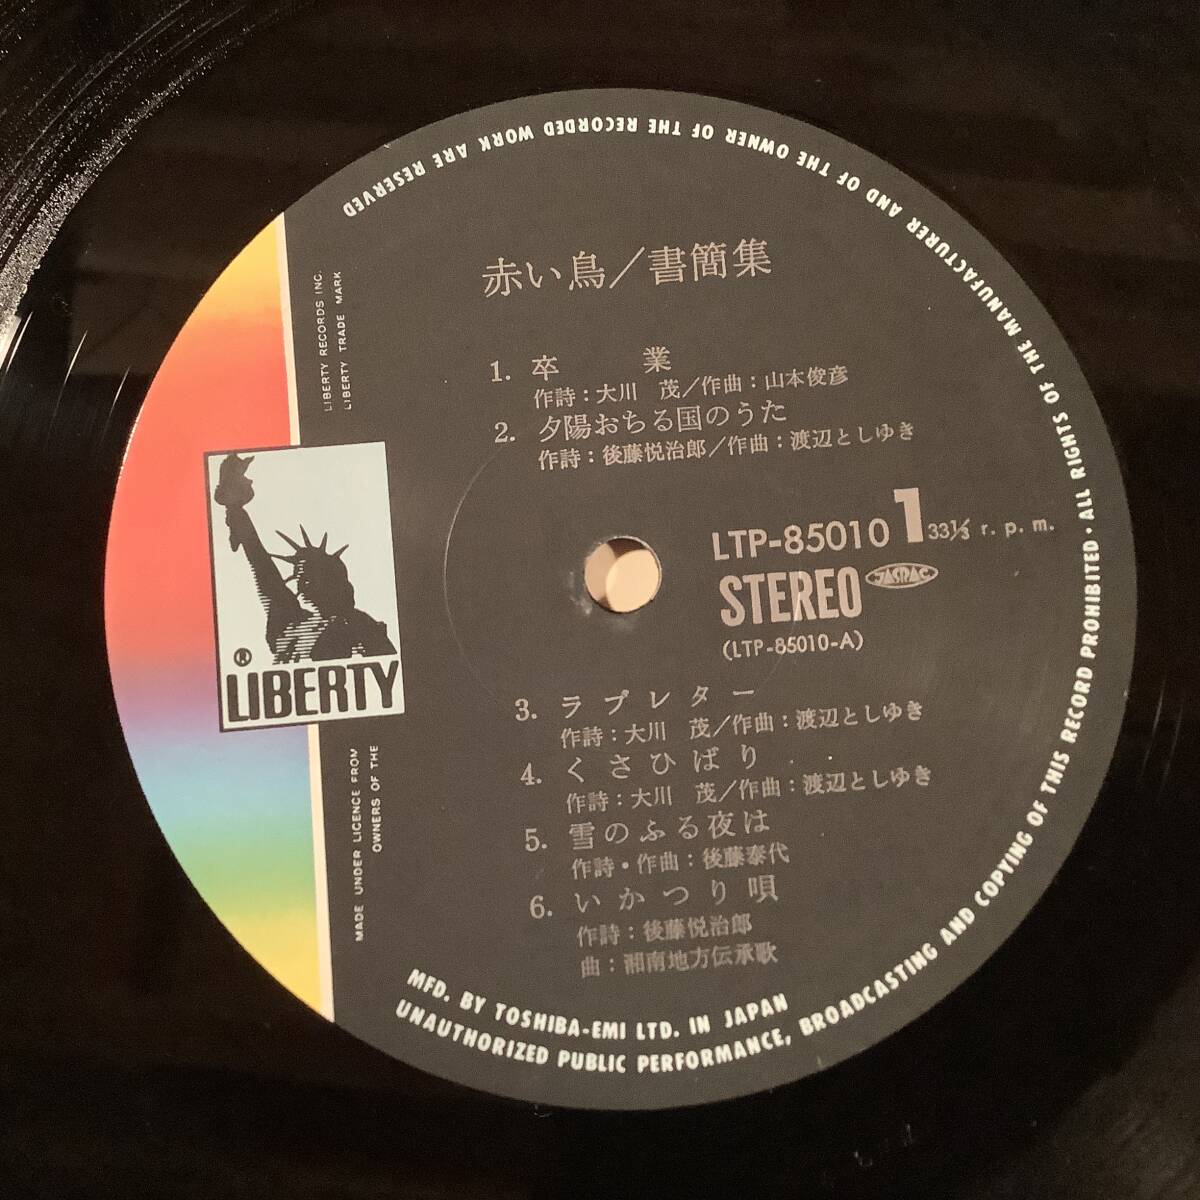 赤い鳥／書簡集
1. 卒　業
作詩：大川　茂／作曲：山本俊彦
2. 夕陽おちる国のうた
作詩：後藤悦治郎／作曲：渡辺としゆき
LTP-85010 1 33⅓ r. p. m.
STEREO JASRAC
(LTP-85010-A)
3. ラブレター
作詩：大川　茂／作曲：渡辺としゆき
4. くさひばり
作詩：大川　茂／作曲：渡辺としゆき
5. 雪のふる夜は
作詩・作曲：後藤泰代
6. いかつり唄
作詩：後藤悦治郎
曲：湘南地方伝承歌
LIBERTY RECORDS INC.
LIBERTY TRADE MARK
®
LIBERTY
MADE UNDER LICENCE FROM
OWNERS OF THE
MFD. BY TOSHIBA-EMI LTD. IN JAPAN
UNAUTHORIZED PUBLIC PERFORMANCE, BROADCASTING AND COPYING OF THIS RECORD PROHIBITED · ALL RIGHTS OF THE MANUFACTURER AND OF THE OWNER OF THE RECORDED WORK ARE RESERVED